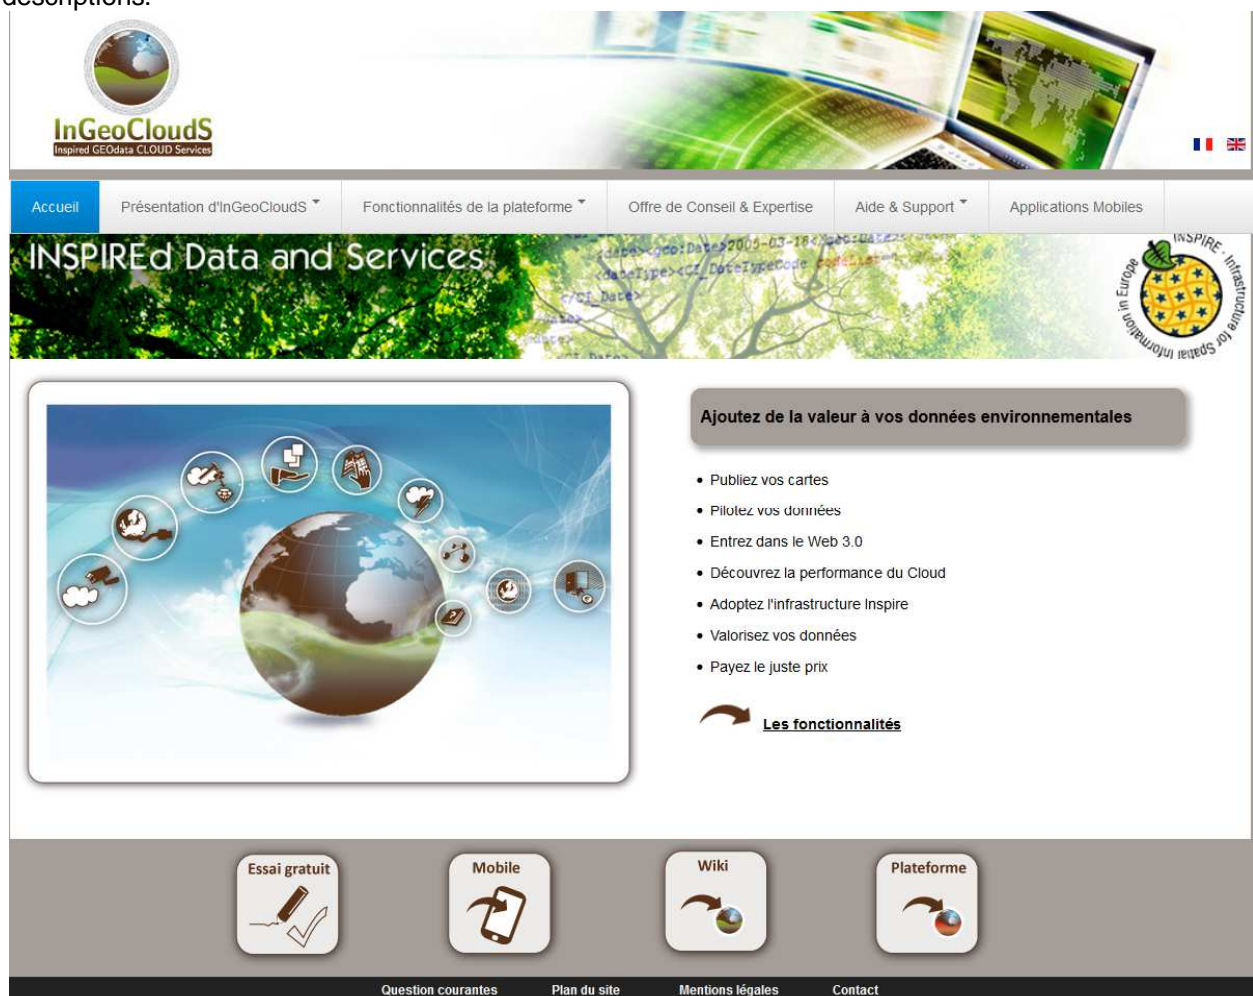 descriptions.
InGeoCloudS
Inspired GEOdata CLOUD Services
Accueil
Présentation d'InGeoCloudS
Fonctionnalités de la plateforme
Offre de Conseil & Expertise
Aide & Support
Applications Mobiles
INSPIREd Data and Services
INSPIRE - Infrastructure for Spatial Information in Europe
Ajoutez de la valeur à vos données environnementales
• Publiez vos cartes
• Pilotez vos données
• Entrez dans le Web 3.0
• Découvrez la performance du Cloud
• Adoptez l'infrastructure Inspire
• Valorisez vos données
• Payez le juste prix
Les fonctionnalités
Essai gratuit
Mobile
Wiki
Plateforme
Question courantes
Plan du site
Mentions légales
Contact